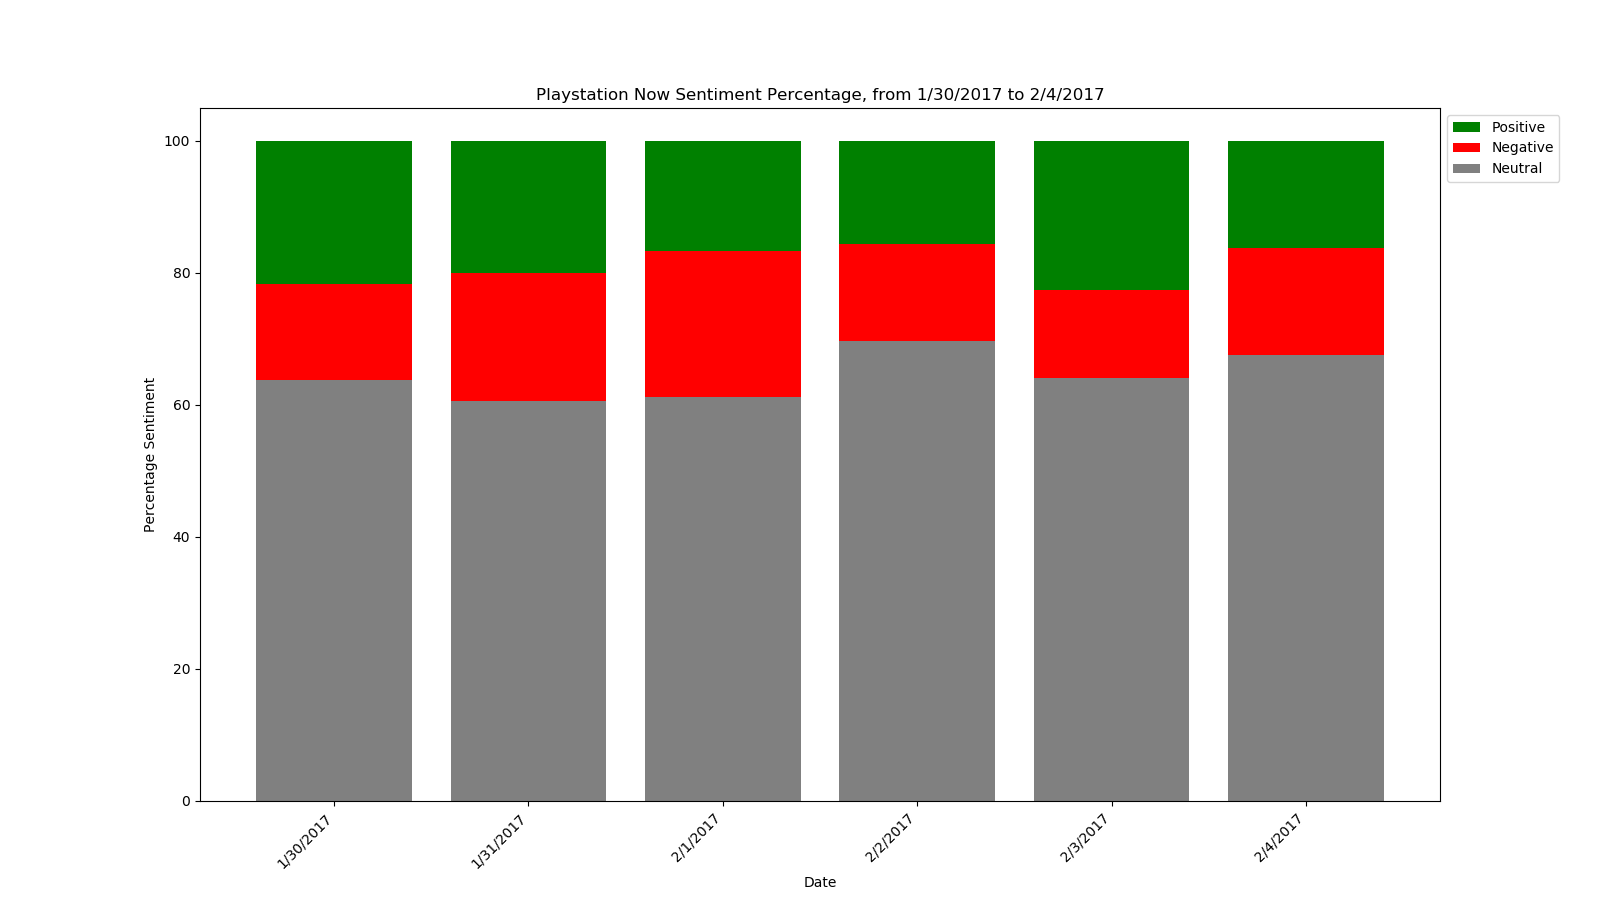 Playstation Now Sentiment Percentage, from 1/30/2017 to 2/4/2017
Positive
Negative
Neutral
Percentage Sentiment
100
80
60
40
20
0
1/30/2017
1/31/2017
2/1/2017
2/2/2017
2/3/2017
2/4/2017
Date